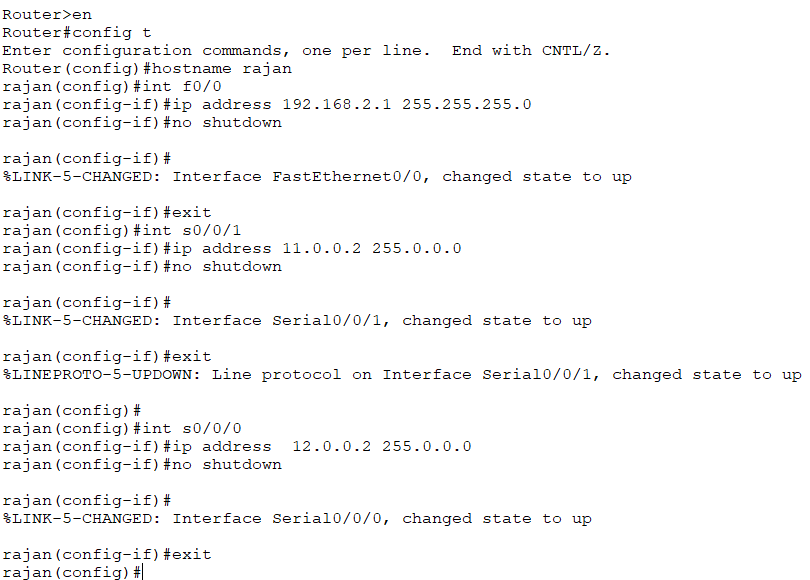 Router>en
Router#config t
Enter configuration commands, one per line.  End with CNTL/Z.
Router(config)#hostname rajan
rajan(config)#int f0/0
rajan(config-if)#ip address 192.168.2.1 255.255.255.0
rajan(config-if)#no shutdown
rajan(config-if)#
%LINK-5-CHANGED: Interface FastEthernet0/0, changed state to up
rajan(config-if)#exit
rajan(config)#int s0/0/1
rajan(config-if)#ip address 11.0.0.2 255.0.0.0
rajan(config-if)#no shutdown
rajan(config-if)#
%LINK-5-CHANGED: Interface Serial0/0/1, changed state to up
rajan(config-if)#exit
%LINEPROTO-5-UPDOWN: Line protocol on Interface Serial0/0/1, changed state to up
rajan(config)#
rajan(config)#int s0/0/0
rajan(config-if)#ip address  12.0.0.2 255.0.0.0
rajan(config-if)#no shutdown
rajan(config-if)#
%LINK-5-CHANGED: Interface Serial0/0/0, changed state to up
rajan(config-if)#exit
rajan(config)#